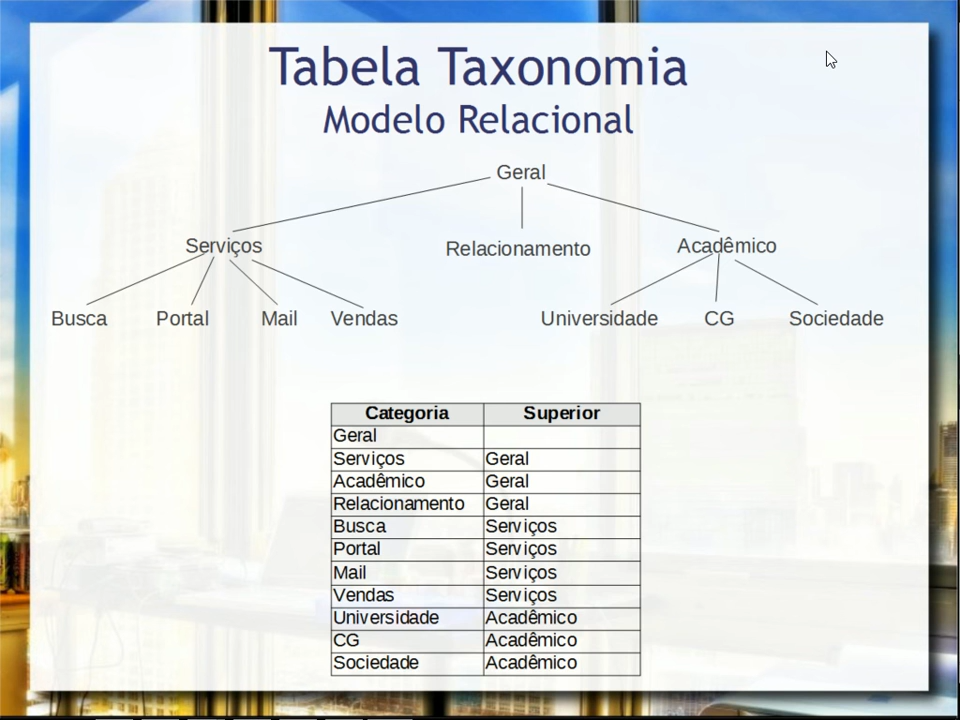 Tabela Taxonomia
Modelo Relacional
Geral
Serviços Relacionamento Acadêmico
Busca Portal Mail Vendas Universidade CG Sociedade
Categoria Superior
Geral
Serviços Geral
Acadêmico Geral
Relacionamento Geral
Busca Serviços
Portal Serviços
Mail Serviços
Vendas Serviços
Universidade Acadêmico
CG Acadêmico
Sociedade Acadêmico